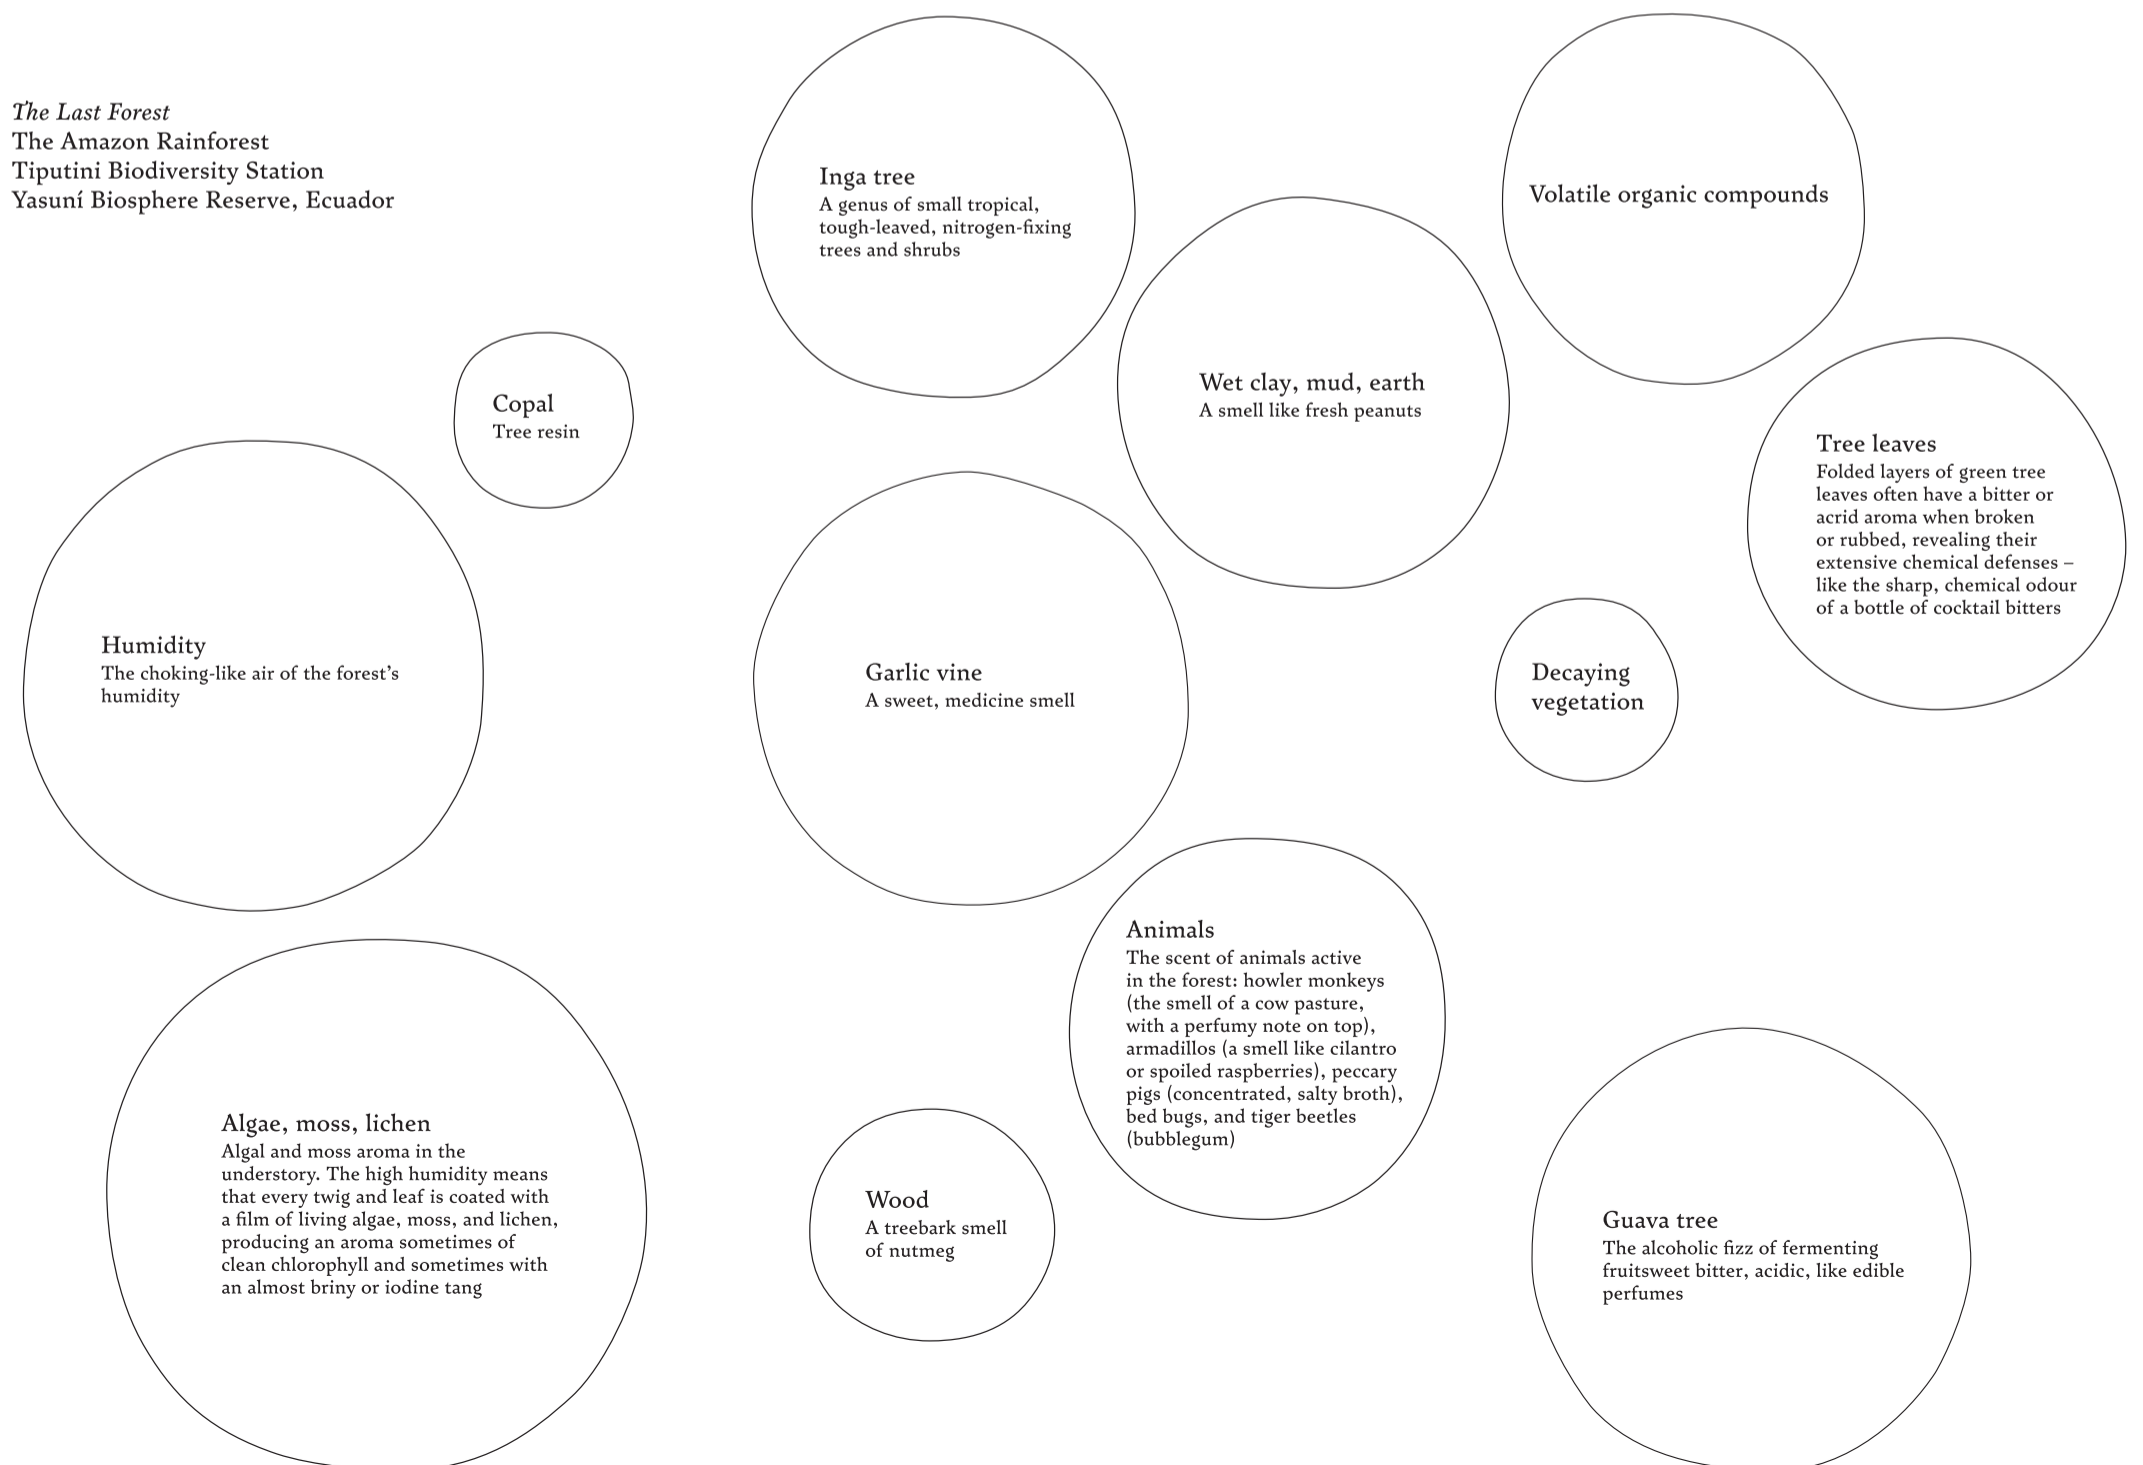 The Last Forest
The Amazon Rainforest
Tiputini Biodiversity Station
Yasuní Biosphere Reserve, Ecuador
Inga tree
A genus of small tropical,
tough-leaved, nitrogen-fixing
trees and shrubs
Volatile organic compounds
Copal
Tree resin
Wet clay, mud, earth
A smell like fresh peanuts
Tree leaves
Folded layers of green tree
leaves often have a bitter or
acrid aroma when broken
or rubbed, revealing their
extensive chemical defenses –
like the sharp, chemical odour
of a bottle of cocktail bitters
Humidity
The choking-like air of the forest’s
humidity
Garlic vine
A sweet, medicine smell
Decaying
vegetation
Animals
The scent of animals active
in the forest: howler monkeys
(the smell of a cow pasture,
with a perfumy note on top),
armadillos (a smell like cilantro
or spoiled raspberries), peccary
pigs (concentrated, salty broth),
bed bugs, and tiger beetles
(bubblegum)
Algae, moss, lichen
Algal and moss aroma in the
understory. The high humidity means
that every twig and leaf is coated with
a film of living algae, moss, and lichen,
producing an aroma sometimes of
clean chlorophyll and sometimes with
an almost briny or iodine tang
Wood
A treebark smell
of nutmeg
Guava tree
The alcoholic fizz of fermenting
fruitsweet bitter, acidic, like edible
perfumes